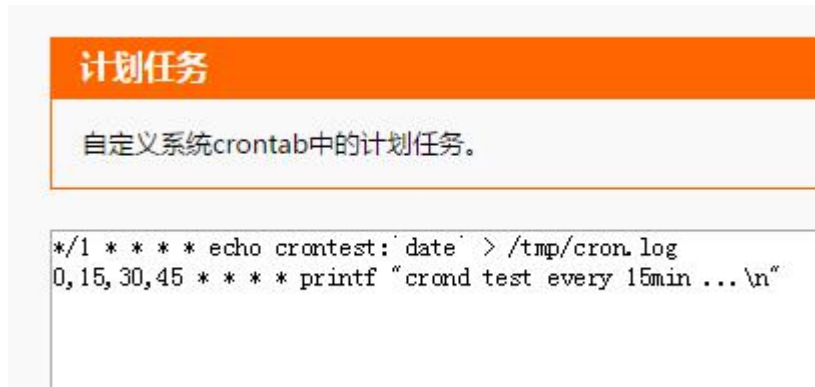 计划任务
自定义系统crontab中的计划任务。
*/1 * * * * echo crontest:`date` > /tmp/cron.log
0,15,30,45 * * * * printf "crond test every 15min ...\n"